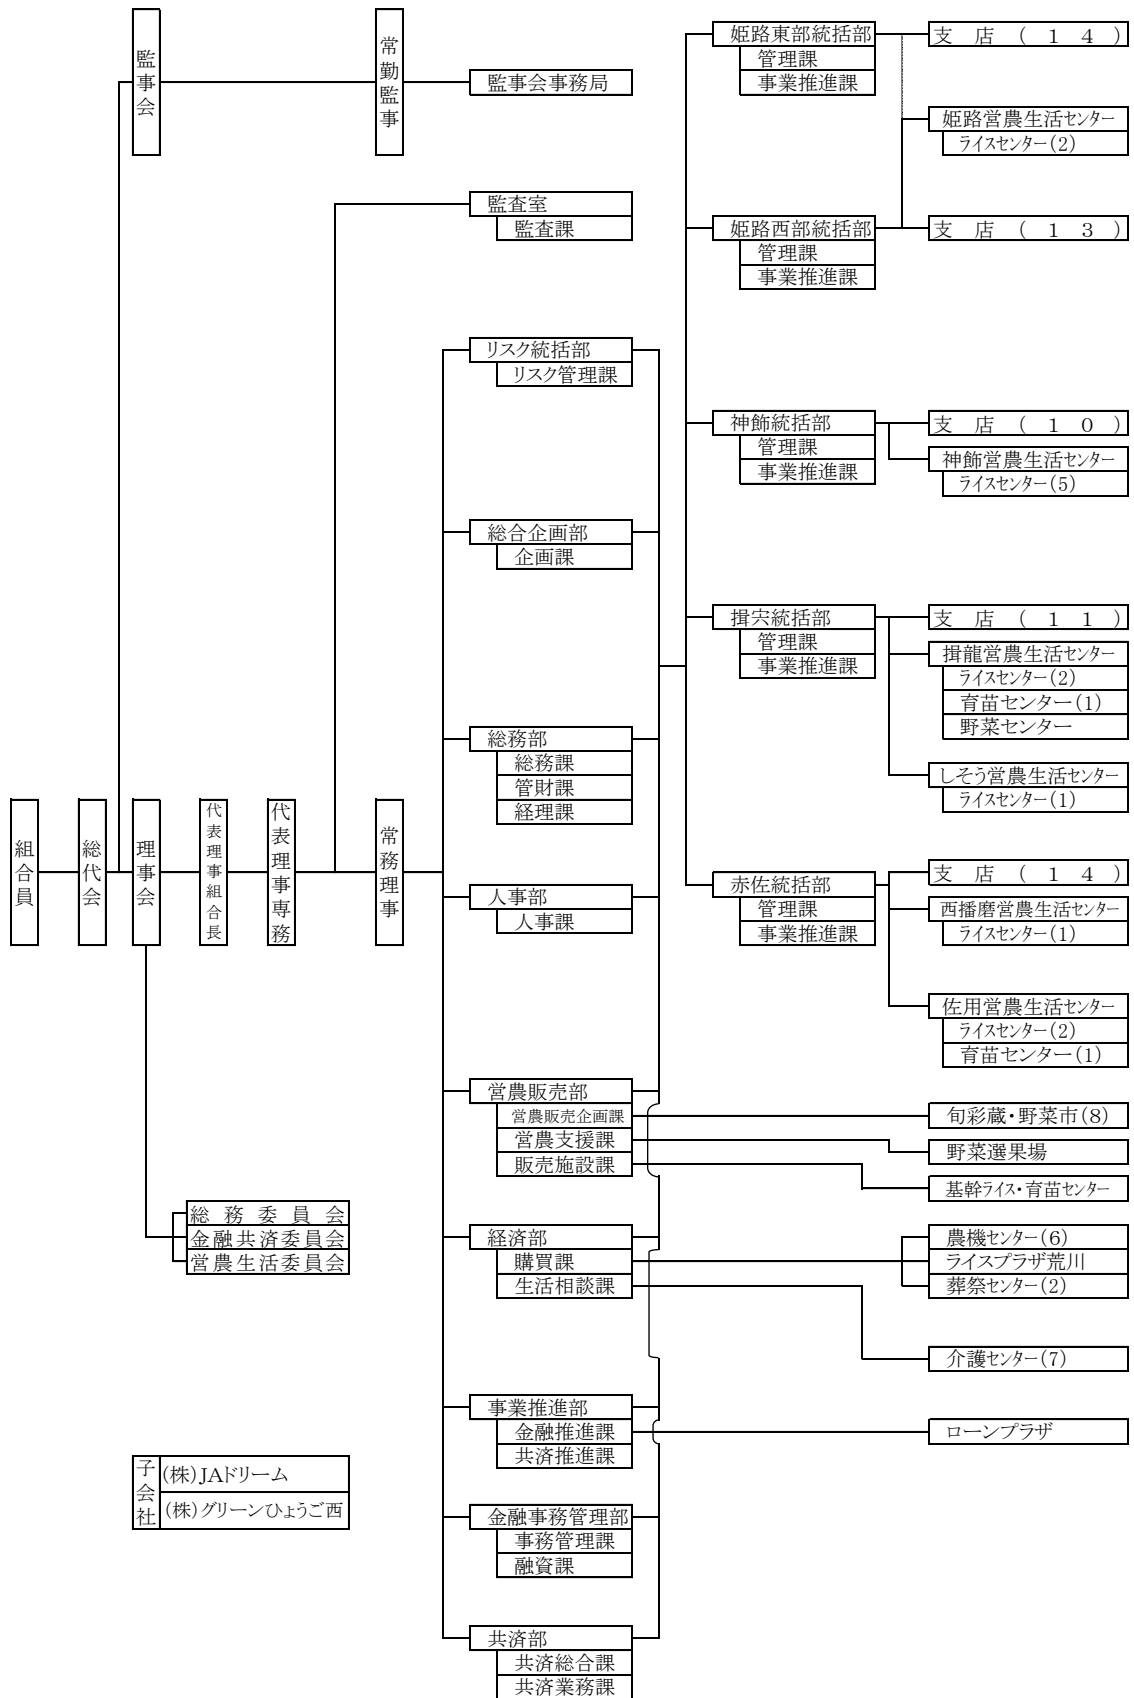 組合員
総代会
監事会
常勤監事
監事会事務局
理事会
代表理事組合長
代表理事専務
常務理事
監査室
監査課
総務委員会
金融共済委員会
営農生活委員会
子会社
(株)JAドリーム
(株)グリーンひょうご西
リスク統括部
リスク管理課
総合企画部
企画課
総務部
総務課
管財課
経理課
人事部
人事課
営農販売部
営農販売企画課
営農支援課
販売施設課
経済部
購買課
生活相談課
事業推進部
金融推進課
共済推進課
金融事務管理部
事務管理課
融資課
共済部
共済総合課
共済業務課
姫路東部統括部
管理課
事業推進課
姫路西部統括部
管理課
事業推進課
神飾統括部
管理課
事業推進課
揖宍統括部
管理課
事業推進課
赤佐統括部
管理課
事業推進課
支店(14)
姫路営農生活センター
ライスセンター(2)
支店(13)
支店(10)
神飾営農生活センター
ライスセンター(5)
支店(11)
揖龍営農生活センター
ライスセンター(2)
育苗センター(1)
野菜センター
しそう営農生活センター
ライスセンター(1)
支店(14)
西播磨営農生活センター
ライスセンター(1)
佐用営農生活センター
ライスセンター(2)
育苗センター(1)
旬彩蔵・野菜市(8)
野菜選果場
基幹ライス・育苗センター
農機センター(6)
ライスプラザ荒川
葬祭センター(2)
介護センター(7)
ローンプラザ